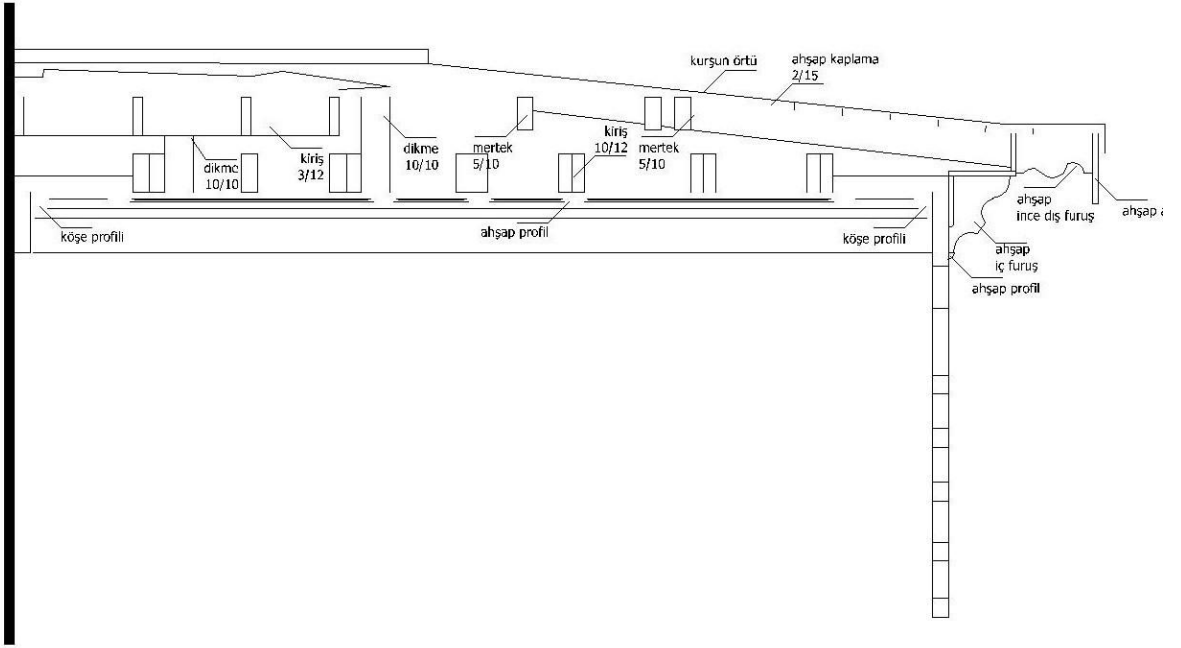 kurşun örtü
ahşap kaplama
2/15
dikme
10/10
kiriş
3/12
dikme
10/10
mertek
5/10
kiriş
10/12
mertek
5/10
köşe profili
ahşap profil
köşe profili
ahşap
ince dış furuş
ahşap
ahşap
iç furuş
ahşap profil